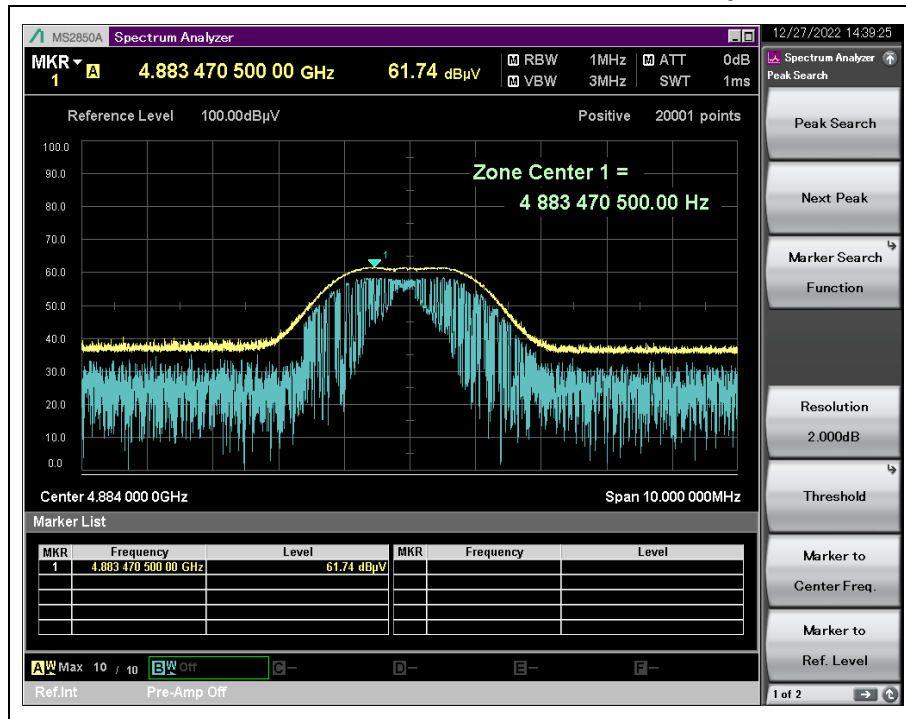 MS2850A Spectrum Analyzer 12/27/2022 14:39:25
MKR 1 A 4.883 470 500 00 GHz 61.74 dBµV M RBW 1MHz M ATT 0dB
M VBW 3MHz SWT 1ms
Reference Level 100.00dBµV Positive 20001 points
Zone Center 1 =
4 883 470 500.00 Hz
100.0
90.0
80.0
70.0
60.0
50.0
40.0
30.0
20.0
10.0
0.0
1
Center 4.884 000 0GHz Span 10.000 000MHz
Marker List
MKR Frequency Level MKR Frequency Level
1 4.883 470 500 00 GHz 61.74 dBµV
A W Max 10 / 10 B W Off C- D- E- F-
Ref.Int Pre-Amp Off
Spectrum Analyzer
Peak Search
Peak Search
Next Peak
Marker Search
Function
Resolution
2.000dB
Threshold
Marker to
Center Freq.
Marker to
Ref. Level
1 of 2